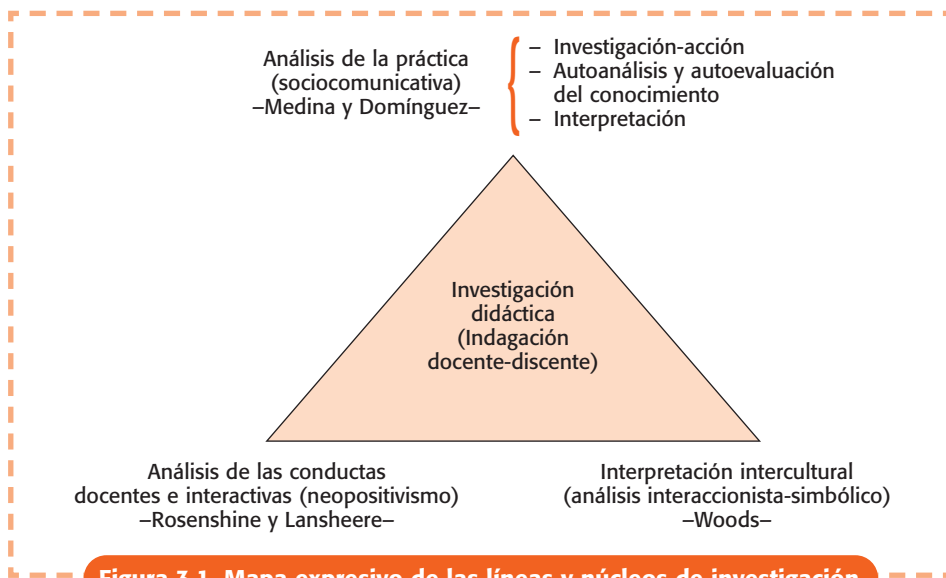 Análisis de la práctica
(sociocomunicativa)
–Medina y Domínguez–
– Investigación-acción
– Autoanálisis y autoevaluación
del conocimiento
– Interpretación
Investigación
didáctica
(Indagación
docente-discente)
Análisis de las conductas
docentes e interactivas (neopositivismo)
–Rosenshine y Lansheere–
Interpretación intercultural
(análisis interaccionista-simbólico)
–Woods–
Figura 3.1. Mapa expresivo de las líneas y núcleos de investigación